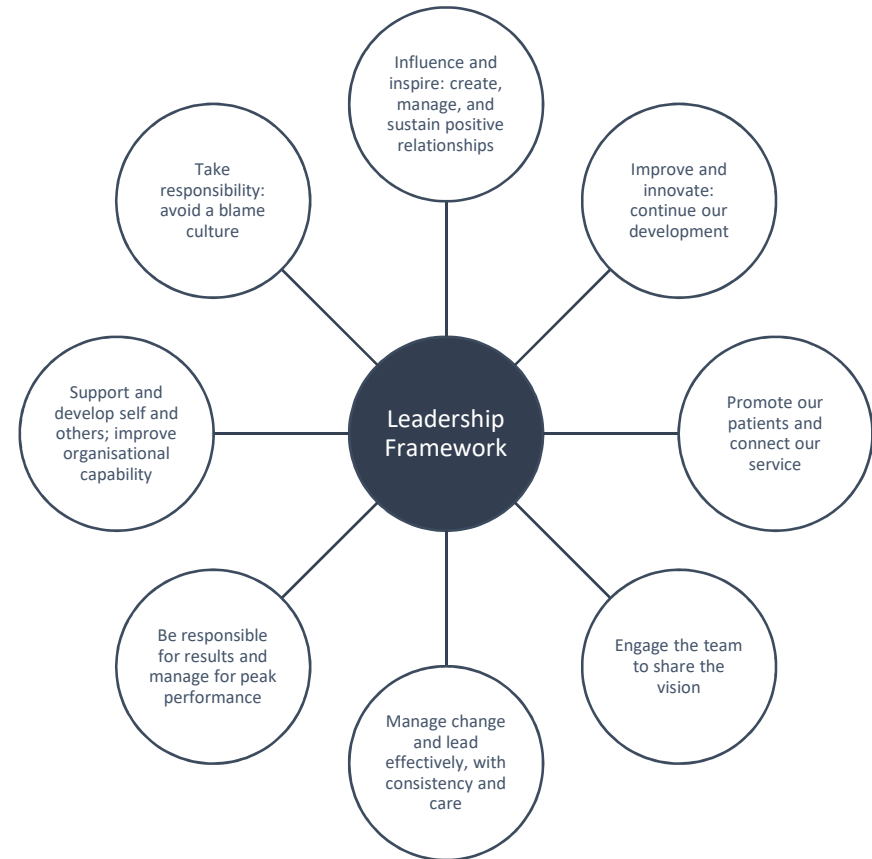 Influence and
inspire: create,
manage, and
sustain positive
relationships
Improve and
innovate:
continue our
development
Promote our
patients and
connect our
service
Engage the team
to share the
vision
Manage change
and lead
effectively, with
consistency and
care
Be responsible
for results and
manage for peak
performance
Support and
develop self and
others; improve
organisational
capability
Take
responsibility:
avoid a blame
culture
Leadership
Framework